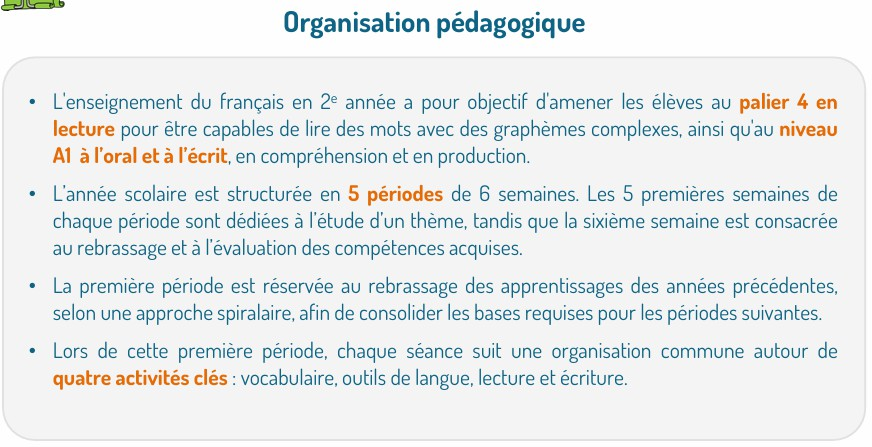 Organisation pédagogique
• L'enseignement du français en 2e année a pour objectif d'amener les élèves au palier 4 en
lecture pour être capables de lire des mots avec des graphèmes complexes, ainsi qu'au niveau
A1 à l'oral et à l'écrit, en compréhension et en production.
• L'année scolaire est structurée en 5 périodes de 6 semaines. Les 5 premières semaines de
chaque période sont dédiées à l'étude d'un thème, tandis que la sixième semaine est consacrée
au rebrassage et à l'évaluation des compétences acquises.
• La première période est réservée au rebrassage des apprentissages des années précédentes,
selon une approche spiralaire, afin de consolider les bases requises pour les périodes suivantes.
• Lors de cette première période, chaque séance suit une organisation commune autour de
quatre activités clés : vocabulaire, outils de langue, lecture et écriture.